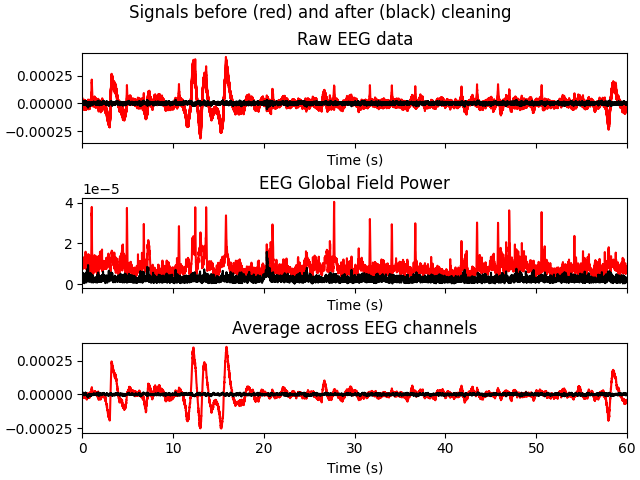 Signals before (red) and after (black) cleaning
Raw EEG data
0.00025
0.00000
−0.00025
Time (s)
EEG Global Field Power
1e−5
4
2
0
Time (s)
Average across EEG channels
0.00025
0.00000
−0.00025
0 10 20 30 40 50 60
Time (s)